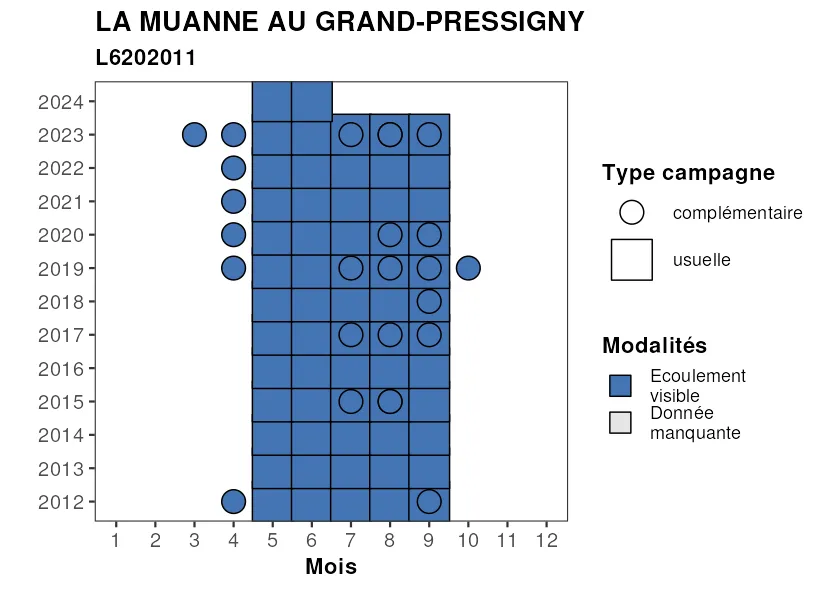 LA MUANNE AU GRAND-PRESSIGNY
L6202011
2024
2023
2022
2021
2020
2019
2018
2017
2016
2015
2014
2013
2012
1 2 3 4 5 6 7 8 9 10 11 12
Mois
Type campagne
complémentaire
usuelle
Modalités
Ecoulement
visible
Donnée
manquante